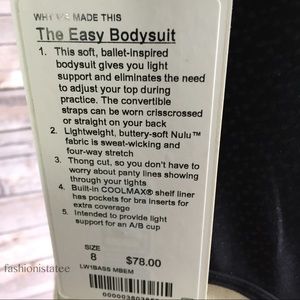 WHY WE MADE THIS
The Easy Bodysuit
1. This soft, ballet-inspired
bodysuit gives you light
support and eliminates the need
to adjust your top during
practice. The convertible
straps can be worn crisscrossed
or straight on your back
2. Lightweight, buttery-soft Nulu™
fabric is sweat-wicking and
four-way stretch
3. Thong cut, so you don't have to
worry about panty lines showing
through your tights
4. Built-in COOLMAX® shelf liner
has pockets for bra inserts for
extra coverage
5. Intended to provide light
support for an A/B cup
SIZE
8 $78.00
LW1BASS MBEM
fashionistatee